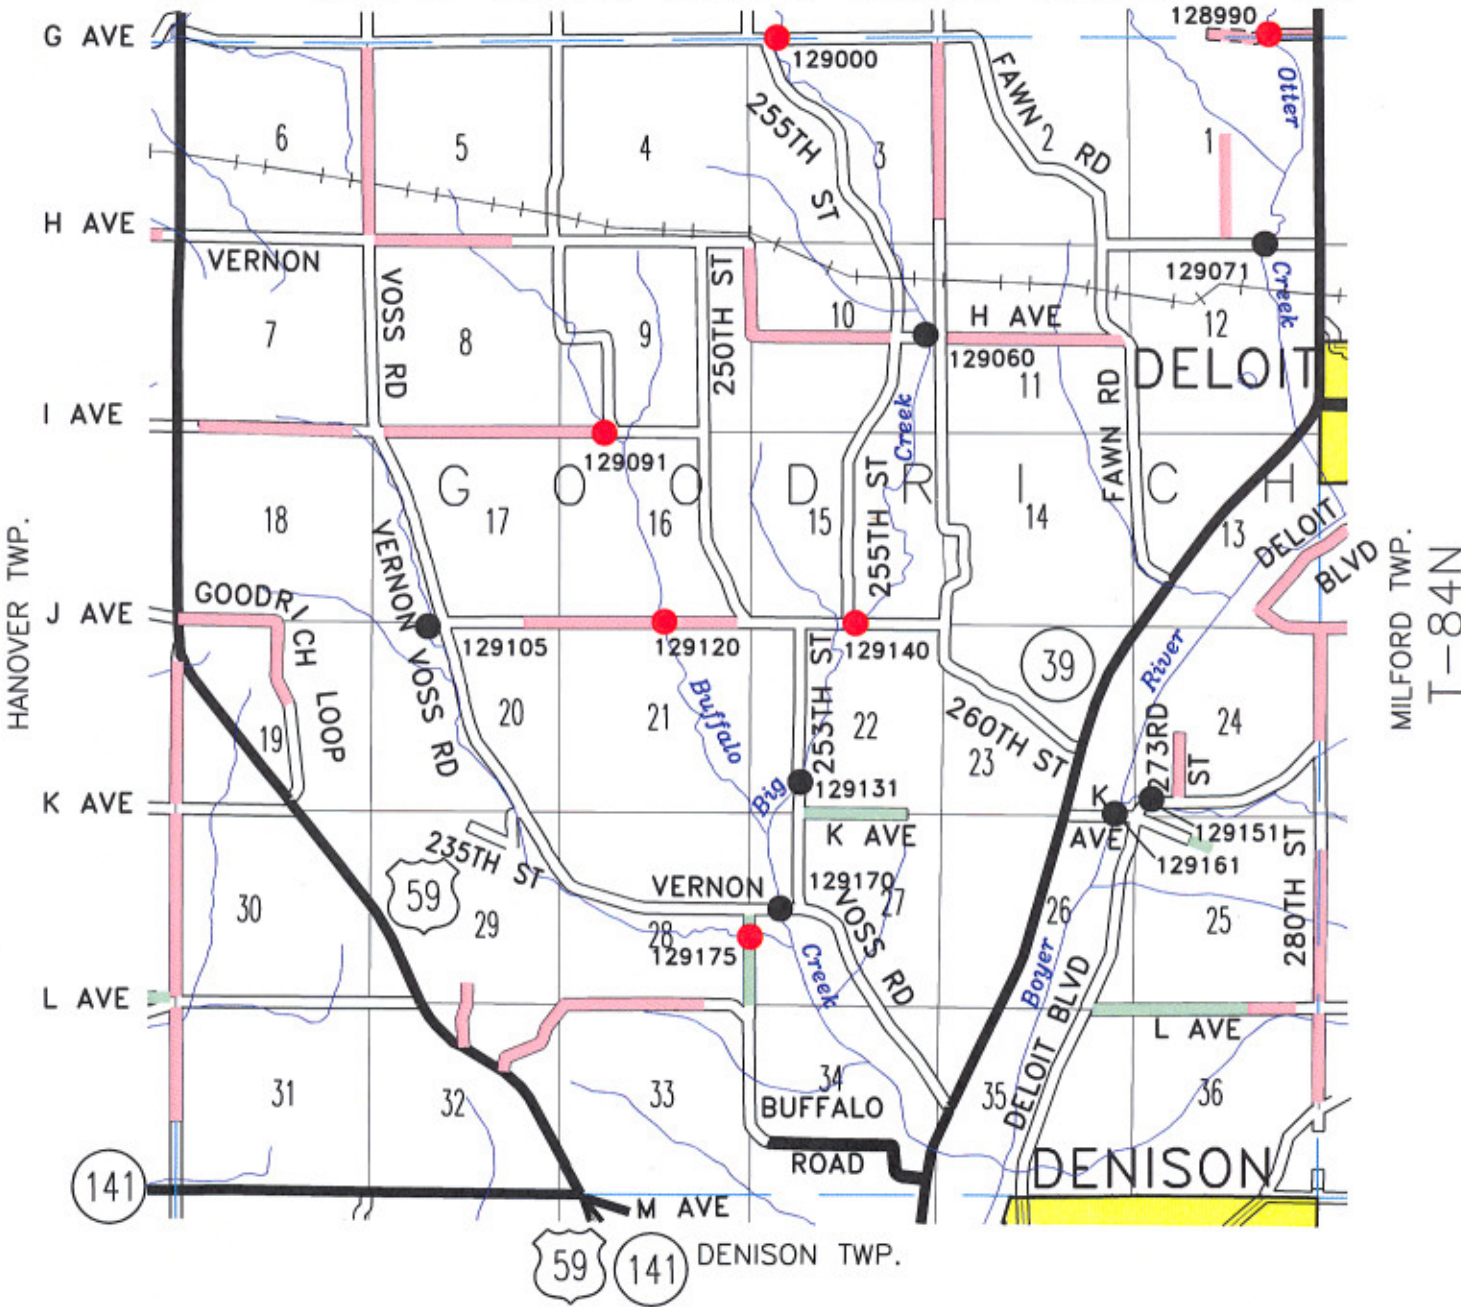 G AVE
128990
129000
Otter
FAWN
RD
255TH
ST
6
5
4
3
2
1
H AVE
VERNON
VOSS RD
250TH ST
129071
Creek
7
8
9
10
H AVE
12
129060
11
DELOIT
I AVE
Creek
FAWN RD
129091
GOODRICH
18
17
16
15
14
13
HANOVER TWP.
VERNON VOSS RD
255TH ST
DELOIT
BLVD
MILFORD TWP.
T-84N
J AVE
GOODRICH LOOP
129105
129120
129140
39
River
Buffalo
253TH ST
260TH ST
273RD
ST
19
20
21
22
23
24
K AVE
Big
129131
K
AVE
K AVE
129151
129161
235TH ST
59
VERNON
129170
VOSS RD
280TH ST
30
29
28
27
26
25
129175
Creek
Boyer
DELOIT BLVD
L AVE
L AVE
31
32
33
34
35
36
BUFFALO
ROAD
DENISON
141
M AVE
59
141
DENISON TWP.